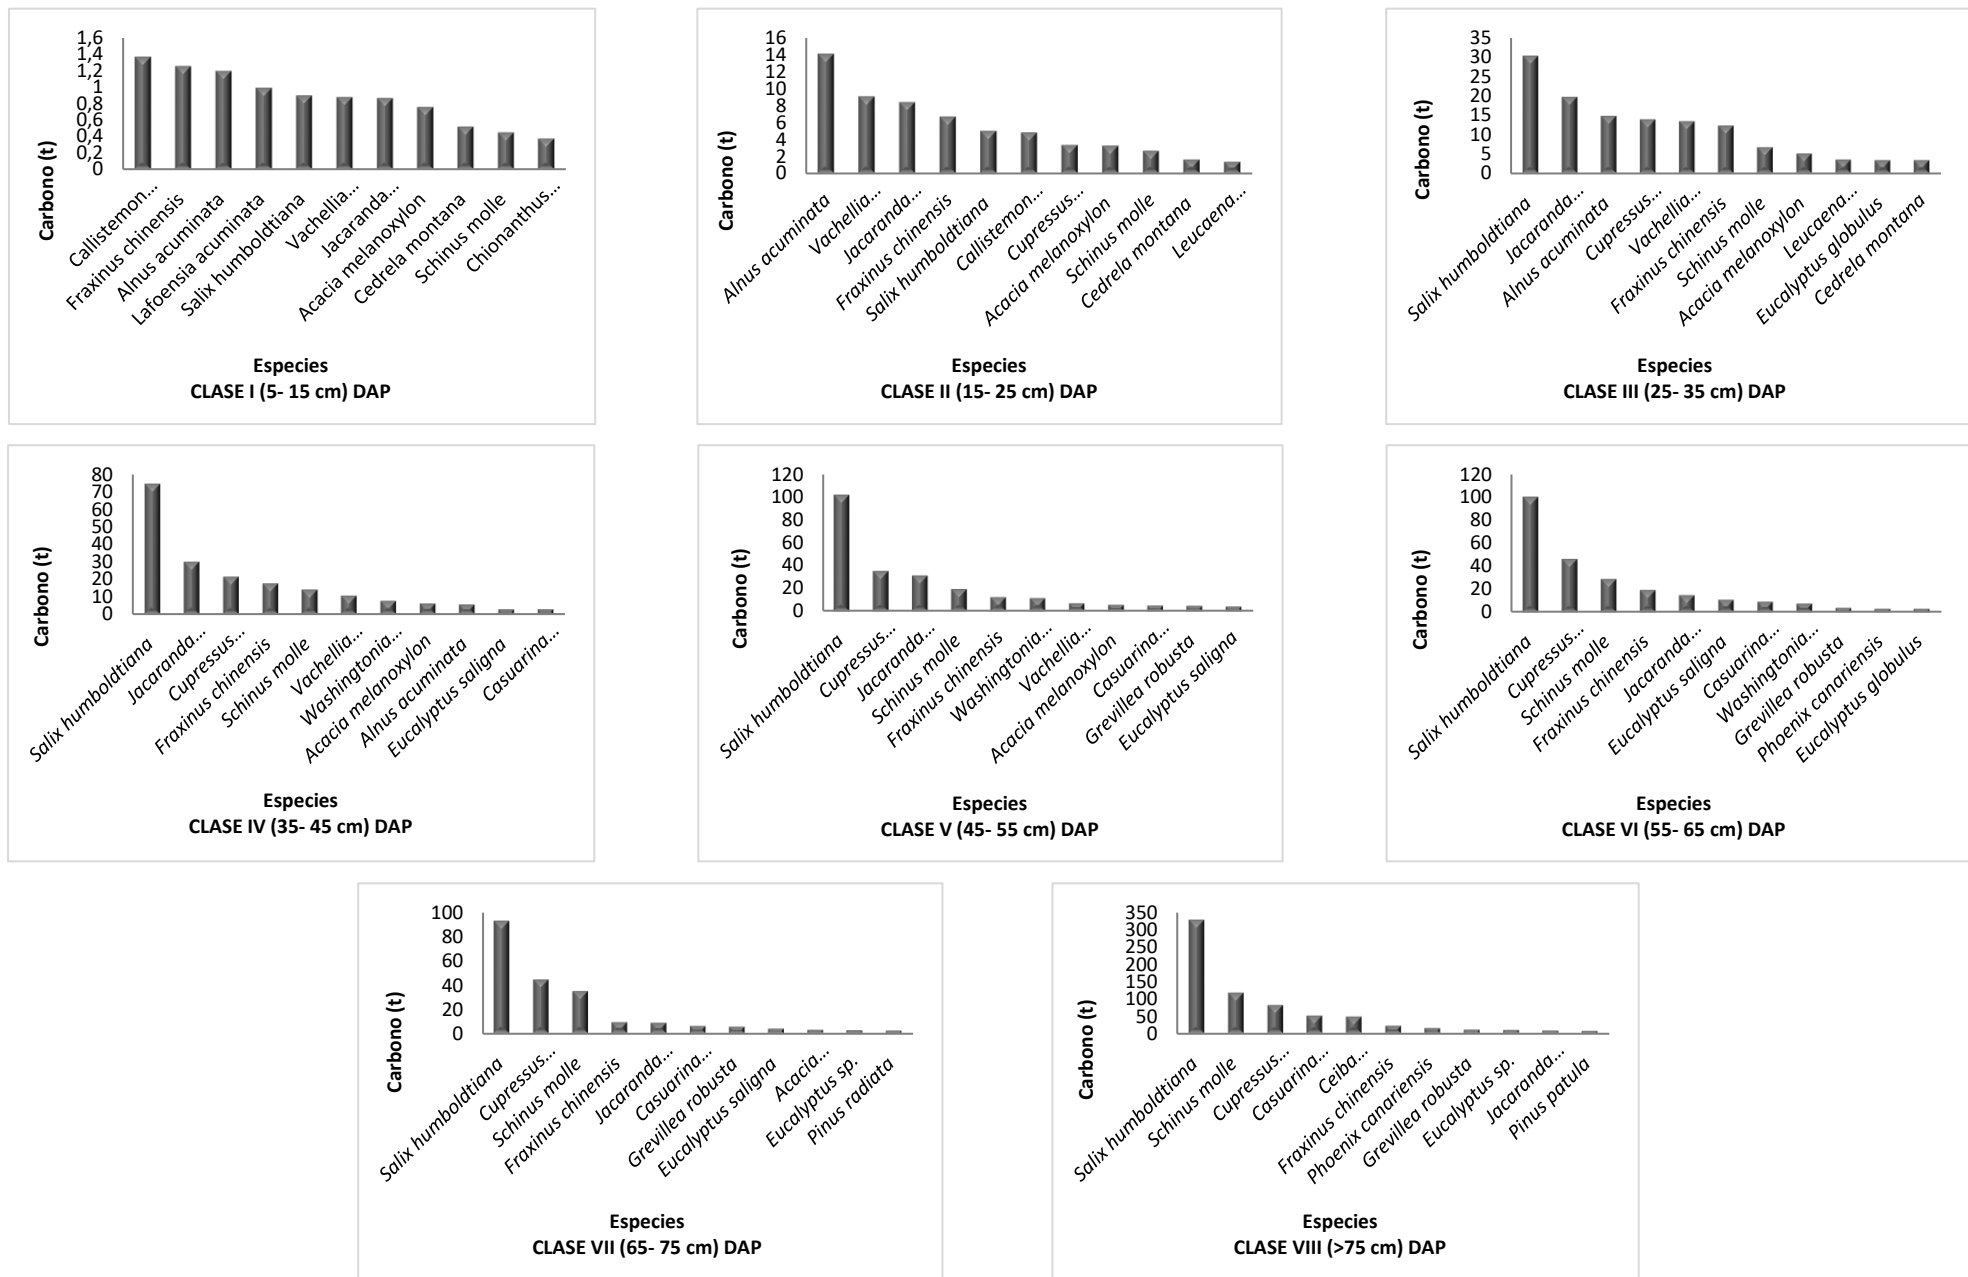 1,6
1,4
1,2
1
0,8
0,6
0,4
0,2
0
Carbono (t)
Callistemon...
Fraxinus chinensis
Alnus acuminata
Lafoensia acuminata
Salix humboldtiana
Vachellia...
Jacaranda...
Acacia melanoxylon
Cedrela montana
Schinus molle
Chionanthus...
Especies
CLASE I (5- 15 cm) DAP
16
14
12
10
8
6
4
2
0
Carbono (t)
Alnus acuminata
Vachellia...
Jacaranda...
Fraxinus chinensis
Salix humboldtiana
Callistemon...
Cupressus...
Acacia melanoxylon
Schinus molle
Cedrela montana
Leucaena...
Especies
CLASE II (15- 25 cm) DAP
35
30
25
20
15
10
5
0
Carbono (t)
Salix humboldtiana
Jacaranda...
Alnus acuminata
Cupressus...
Vachellia...
Fraxinus chinensis
Schinus molle
Acacia melanoxylon
Leucaena...
Eucalyptus globulus
Cedrela montana
Especies
CLASE III (25- 35 cm) DAP
80
70
60
50
40
30
20
10
0
Carbono (t)
Salix humboldtiana
Jacaranda...
Cupressus...
Fraxinus chinensis
Schinus molle
Vachellia...
Washingtonia...
Acacia melanoxylon
Alnus acuminata
Eucalyptus saligna
Casuarina...
Especies
CLASE IV (35- 45 cm) DAP
120
100
80
60
40
20
0
Carbono (t)
Salix humboldtiana
Cupressus...
Jacaranda...
Schinus molle
Fraxinus chinensis
Washingtonia...
Vachellia...
Acacia melanoxylon
Casuarina...
Grevillea robusta
Eucalyptus saligna
Especies
CLASE V (45- 55 cm) DAP
120
100
80
60
40
20
0
Carbono (t)
Salix humboldtiana
Cupressus...
Schinus molle
Fraxinus chinensis
Jacaranda...
Eucalyptus saligna
Casuarina...
Washingtonia...
Grevillea robusta
Phoenix canariensis
Eucalyptus globulus
Especies
CLASE VI (55- 65 cm) DAP
100
80
60
40
20
0
Carbono (t)
Salix humboldtiana
Cupressus...
Schinus molle
Fraxinus chinensis
Jacaranda...
Casuarina...
Grevillea robusta
Eucalyptus saligna
Acacia...
Eucalyptus sp.
Pinus radiata
Especies
CLASE VII (65- 75 cm) DAP
350
300
250
200
150
100
50
0
Carbono (t)
Salix humboldtiana
Schinus molle
Cupressus...
Casuarina...
Ceiba...
Fraxinus chinensis
Phoenix canariensis
Grevillea robusta
Eucalyptus sp.
Jacaranda...
Pinus patula
Especies
CLASE VIII (>75 cm) DAP